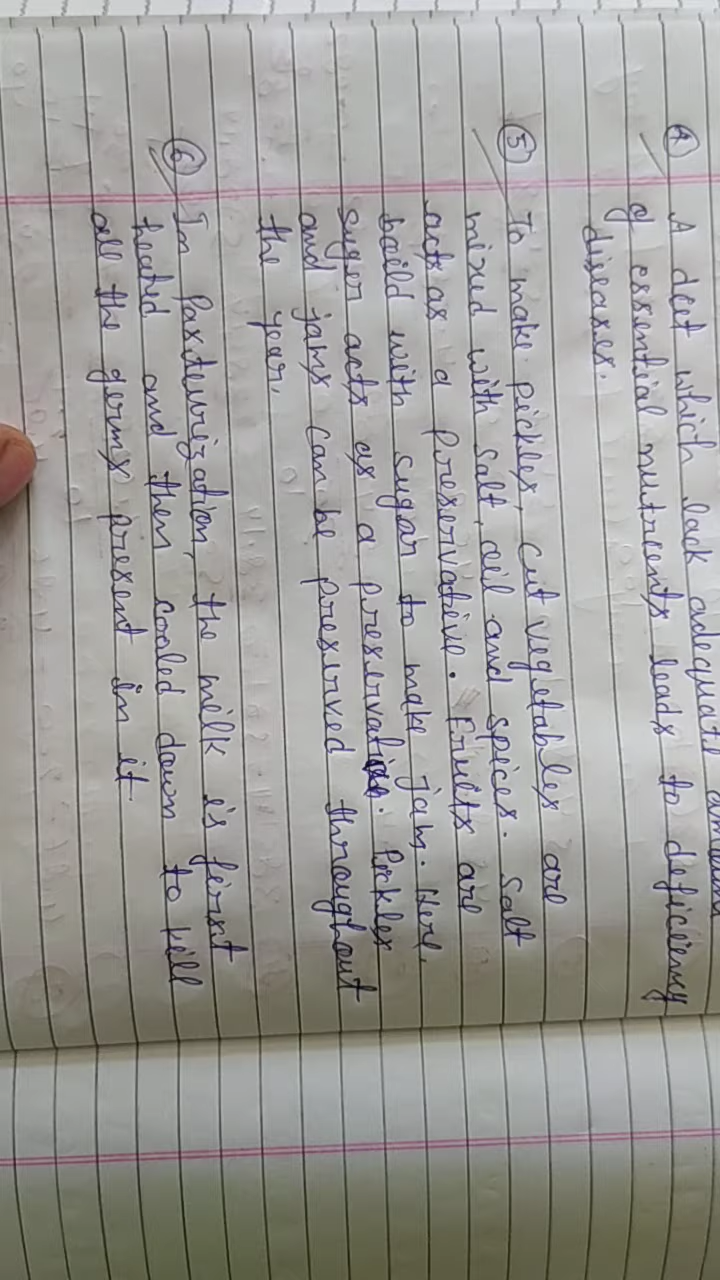 ④ A diet which lack adequate amount
of essential nutrients leads to deficiemy
diseases.
⑤ To make pickles, cut vegetables are
mixed with salt, oil and spices. Salt
acts as a preservative. Fruits are
boild with sugar to make jam. Here,
suger acts as a preservative. Pickles
and jams can be preserved throughout
the year.
⑥ In Pasteurization, the milk is first
heated and then cooled down to kill
all the germs present in it.